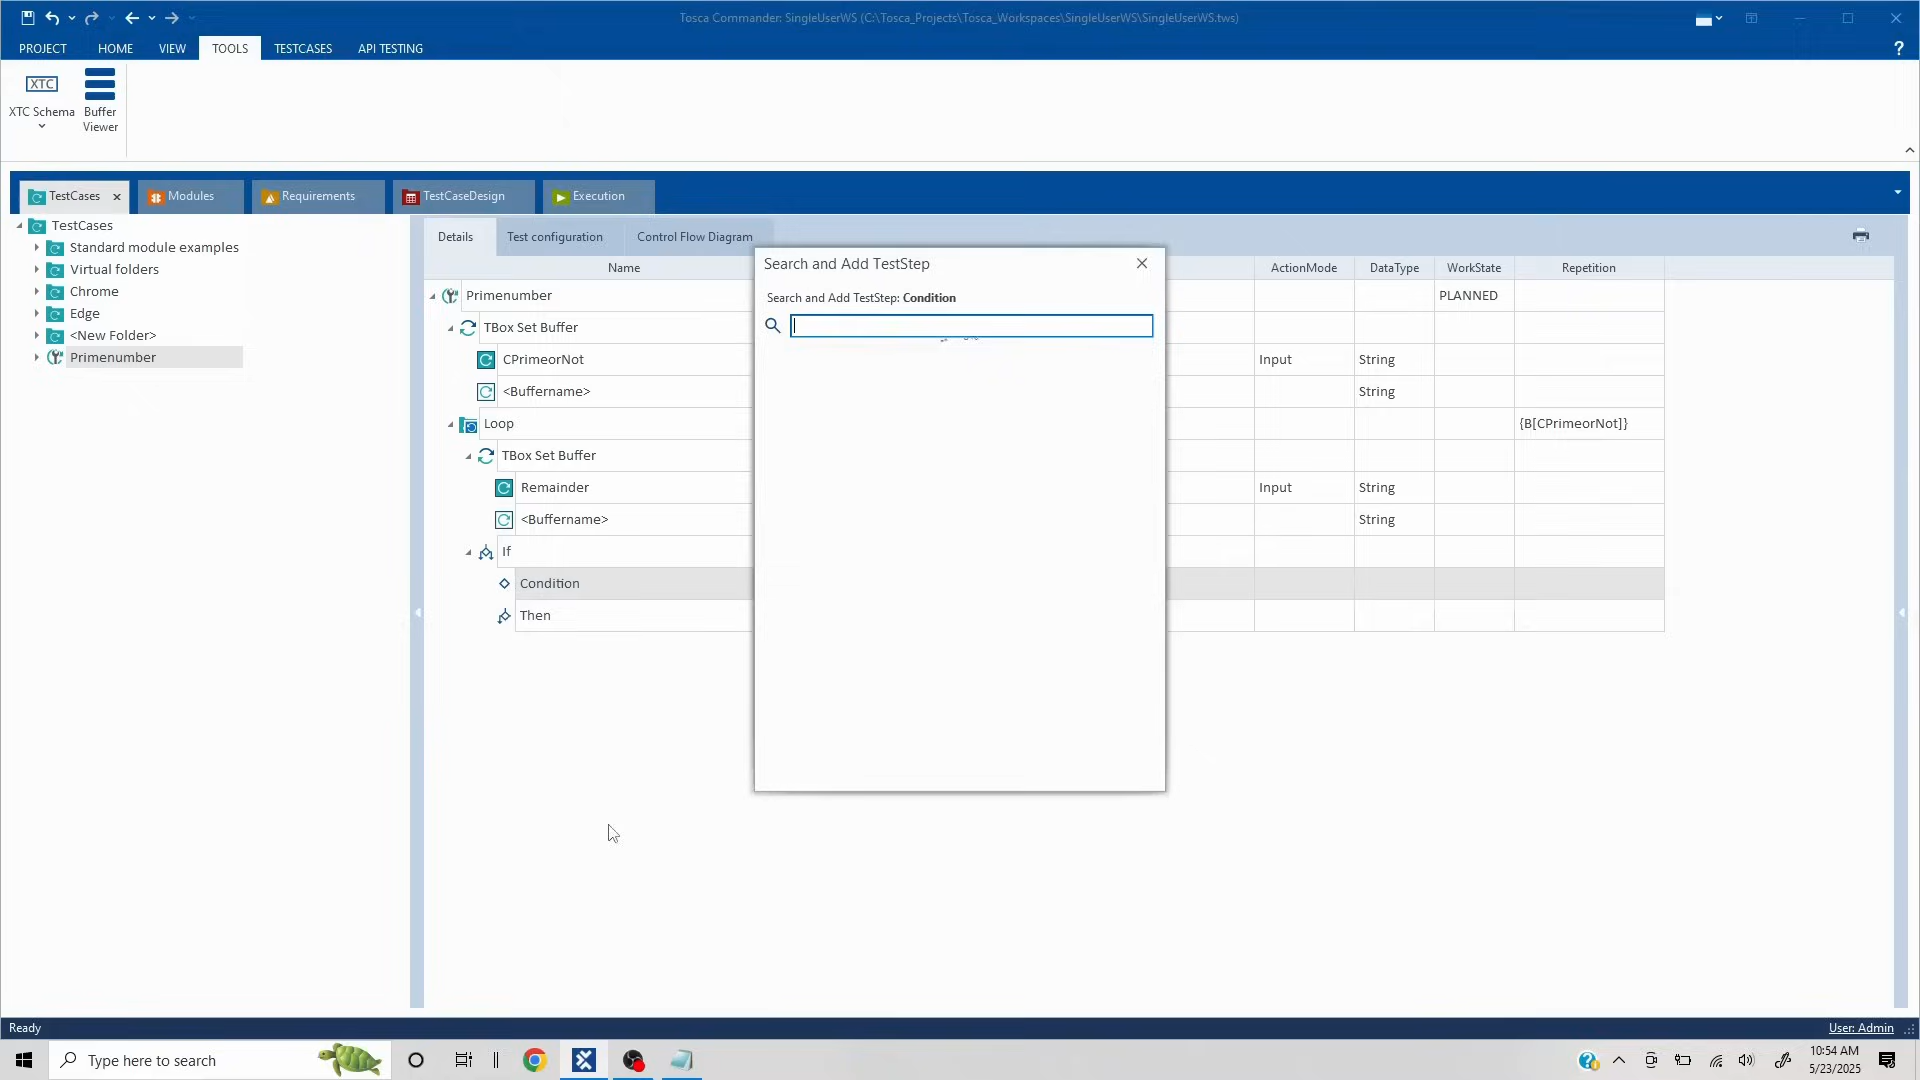 Tosca Commander: SingleUserWS (C:\Tosca_Projects\Tosca_Workspaces\SingleUserWS\SingleUserWS.tws)
PROJECT HOME VIEW TOOLS TESTCASES API TESTING ?
XTC
XTC Schema
Buffer
Viewer
TestCases Modules Requirements TestCaseDesign Execution
TestCases
Standard module examples
Virtual folders
Chrome
Edge
<New Folder>
Primenumber
Details Test configuration Control Flow Diagram
Name ActionMode DataType WorkState Repetition
Primenumber PLANNED
TBox Set Buffer
CPrimeorNot Input String
<Buffername> String
Loop {B[CPrimeorNot]}
TBox Set Buffer
Remainder Input String
<Buffername> String
If
Condition
Then
Search and Add TestStep
Search and Add TestStep: Condition
Ready User: Admin
Type here to search
10:54 AM
5/23/2025